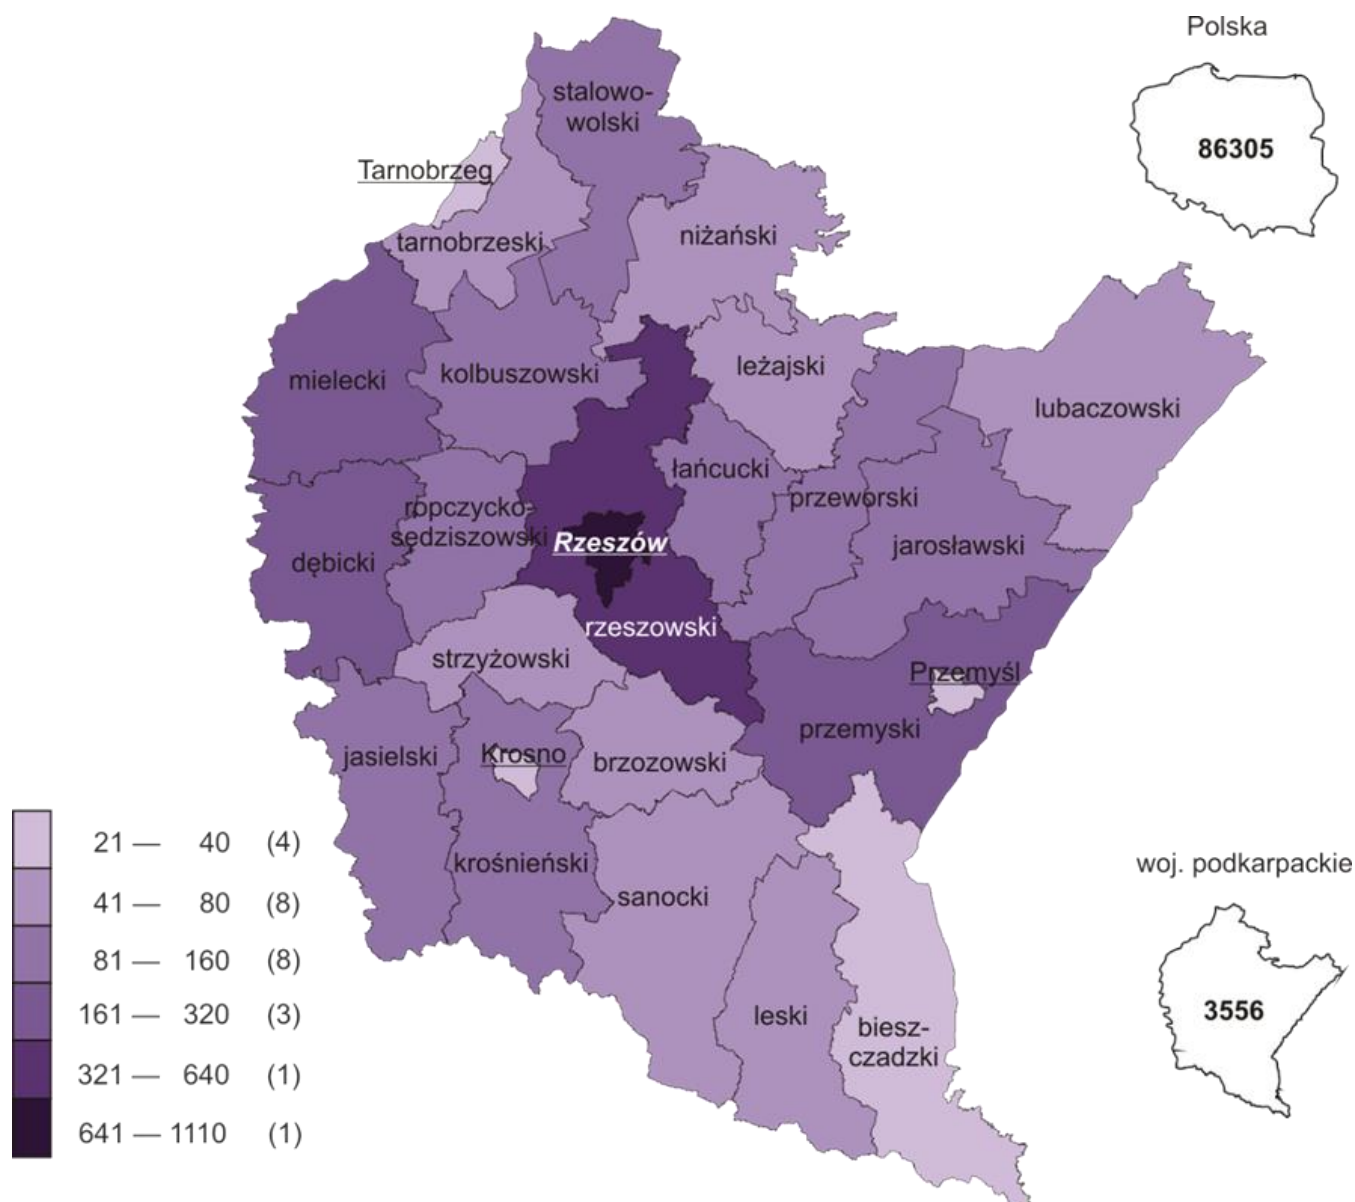 Polska
86305
stalowo-
wolski
Tarnobrzeg
tarnobrzeski
niżański
mielecki
kolbuszowski
leżajski
lubaczowski
łańcucki
przeworski
ropczycko-
sędziszowski
dębicki
Rzeszów
jarosławski
rzeszowski
strzyżowski
Przemyśl
przemyski
jasielski
Krosno
brzozowski
krośnieński
sanocki
leski
biesz-
czadzki
21 — 40 (4)
41 — 80 (8)
81 — 160 (8)
161 — 320 (3)
321 — 640 (1)
641 — 1110 (1)
woj. podkarpackie
3556